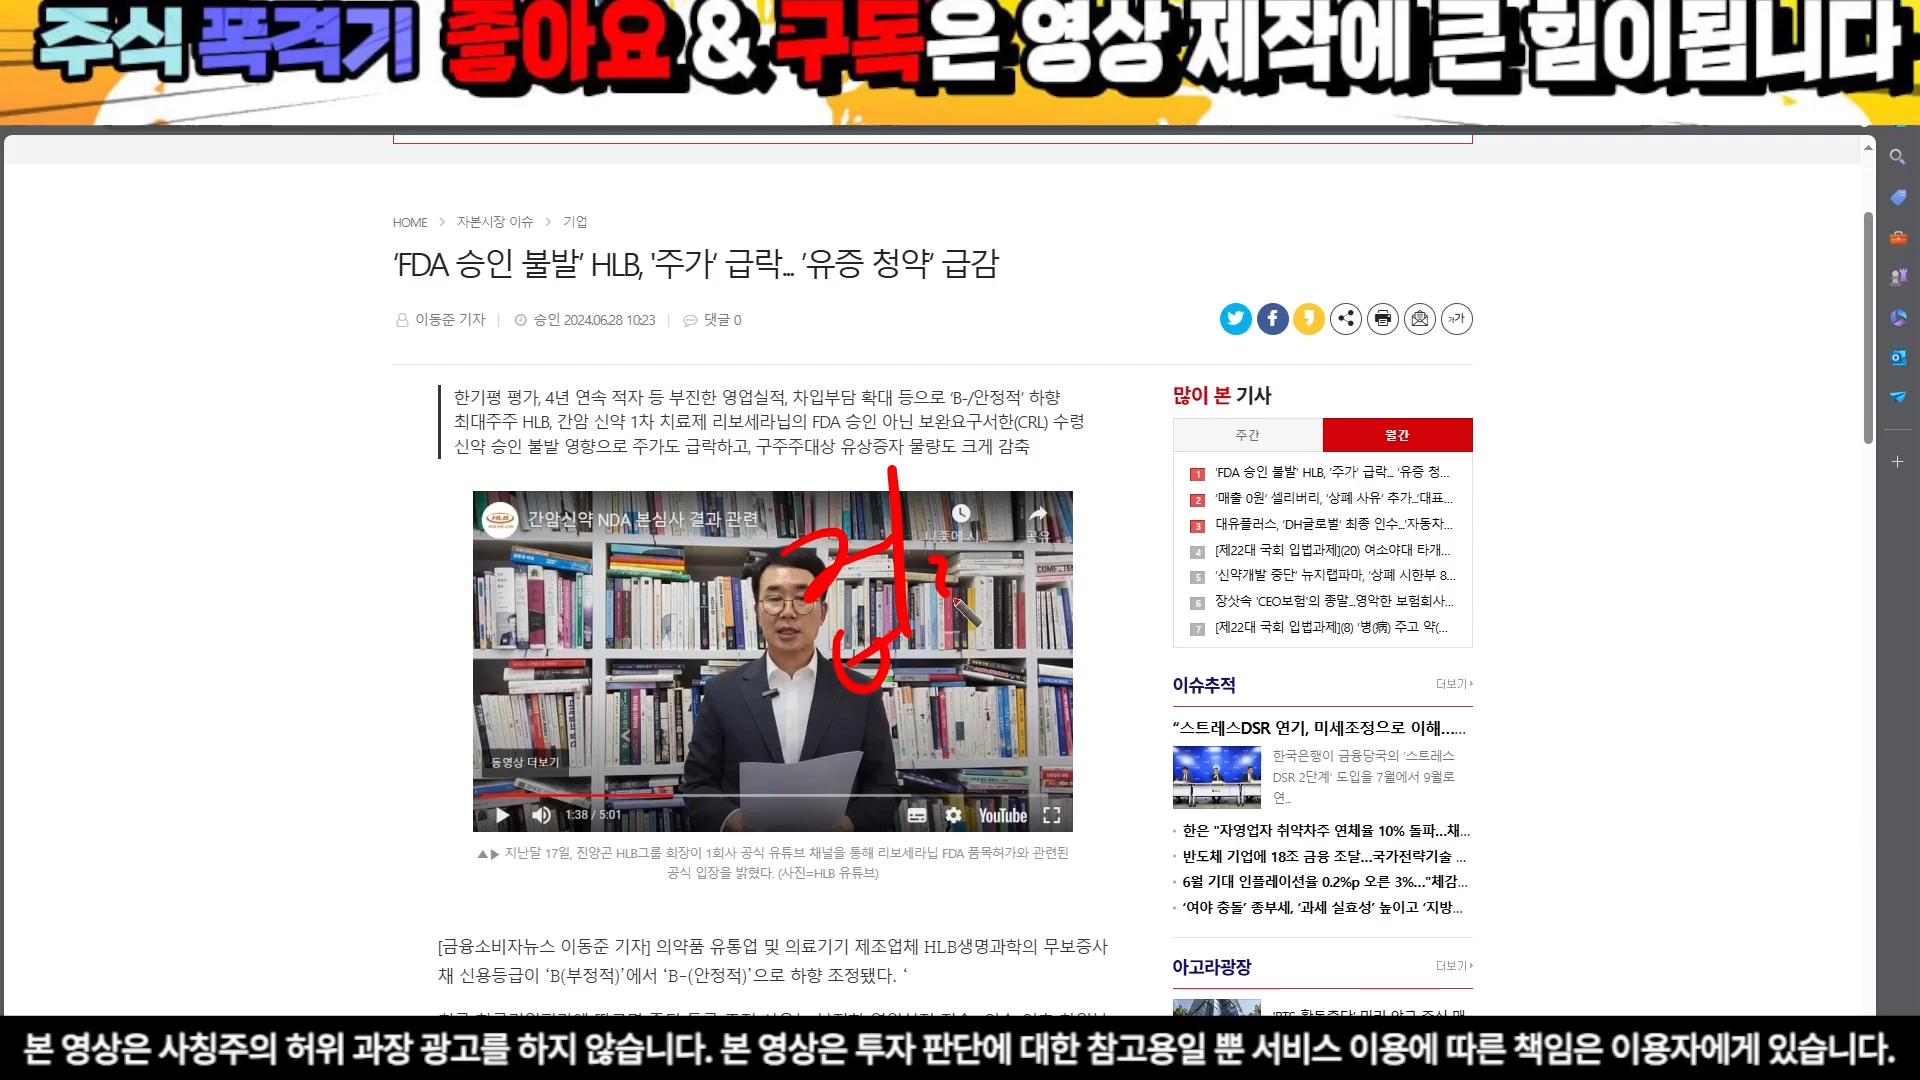 주식 폭격기 좋아요 & 구독은 영상 제작에 큰 힘이됩니다
HOME > 자본시장 이슈 > 기업
‘FDA 승인 불발’ HLB, '주가' 급락... ’유증 청약‘ 급감
이동준 기자 | 승인 2024.06.28 10:23 | 댓글 0
가가
한기평 평가, 4년 연속 적자 등 부진한 영업실적, 차입부담 확대 등으로 ‘B-/안정적’ 하향
최대주주 HLB, 간암 신약 1차 치료제 리보세라닙의 FDA 승인 아닌 보완요구서한(CRL) 수령
신약 승인 불발 영향으로 주가도 급락하고, 구주주대상 유상증자 물량도 크게 감축
HLB
간암신약 NDA 본심사 결과 관련
나중에 시...
공유
동영상 더보기
1:38 / 5:01
YouTube
▲▶ 지난달 17일, 진양곤 HLB그룹 회장이 1회사 공식 유튜브 채널을 통해 리보세라닙 FDA 품목허가와 관련된
공식 입장을 밝혔다. (사진=HLB 유튜브)
[금융소비자뉴스 이동준 기자] 의약품 유통업 및 의료기기 제조업체 HLB생명과학의 무보증사
채 신용등급이 ‘B(부정적)’에서 ‘B-(안정적)’으로 하향 조정됐다. ‘
많이 본 기사
주간
월간
1 'FDA 승인 불발' HLB, '주가' 급락... '유증 청...
2 '매출 0원' 셀리버리, '상폐 사유' 추가...'대표...
3 대유플러스, 'DH글로벌' 최종 인수...'자동차...
4 [제22대 국회 입법과제](20) 여소야대 타개...
5 '신약개발 중단' 뉴지랩파마, '상폐 시한부 8...
6 장삿속 'CEO보험'의 종말...영악한 보험회사...
7 [제22대 국회 입법과제](8) '병(病) 주고 약(...
이슈추적
더보기
“스트레스DSR 연기, 미세조정으로 이해......
한국은행이 금융당국의 '스트레스
DSR 2단계' 도입을 7월에서 9월로
연...
한은 "자영업자 취약차주 연체율 10% 돌파...채...
반도체 기업에 18조 금융 조달...국가전략기술 ...
6월 기대 인플레이션율 0.2%p 오른 3%..."체감...
‘여야 충돌’ 종부세, ‘과세 실효성’ 높이고 ‘지방...
아고라광장
더보기
본 영상은 사칭주의 허위 과장 광고를 하지 않습니다. 본 영상은 투자 판단에 대한 참고용일 뿐 서비스 이용에 따른 책임은 이용자에게 있습니다.